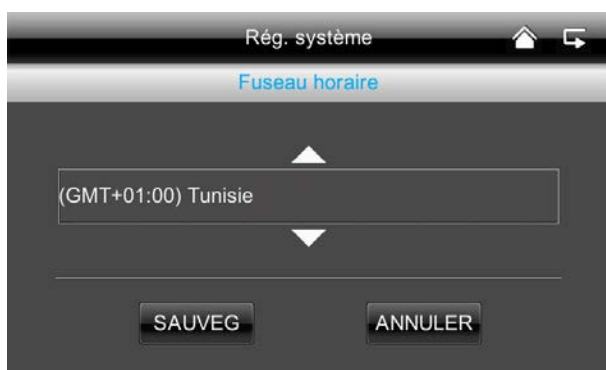 Rég. système
Fuseau horaire
(GMT+01:00) Tunisie
SAUVEG
ANNULER